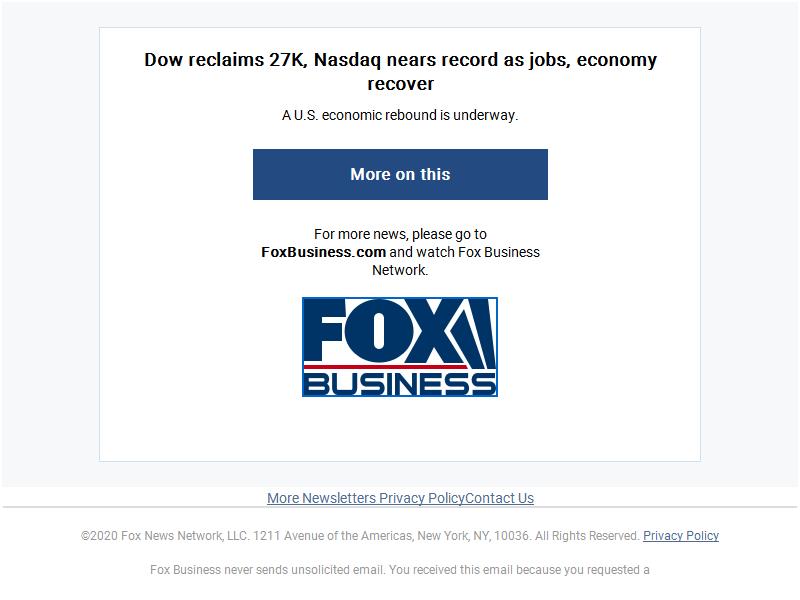 Dow reclaims 27K, Nasdaq nears record as jobs, economy
recover
A U.S. economic rebound is underway.
More on this
For more news, please go to
FoxBusiness.com and watch Fox Business
Network.
FOX
BUSINESS
More Newsletters Privacy PolicyContact Us
©2020 Fox News Network, LLC. 1211 Avenue of the Americas, New York, NY, 10036. All Rights Reserved. Privacy Policy
Fox Business never sends unsolicited email. You received this email because you requested a